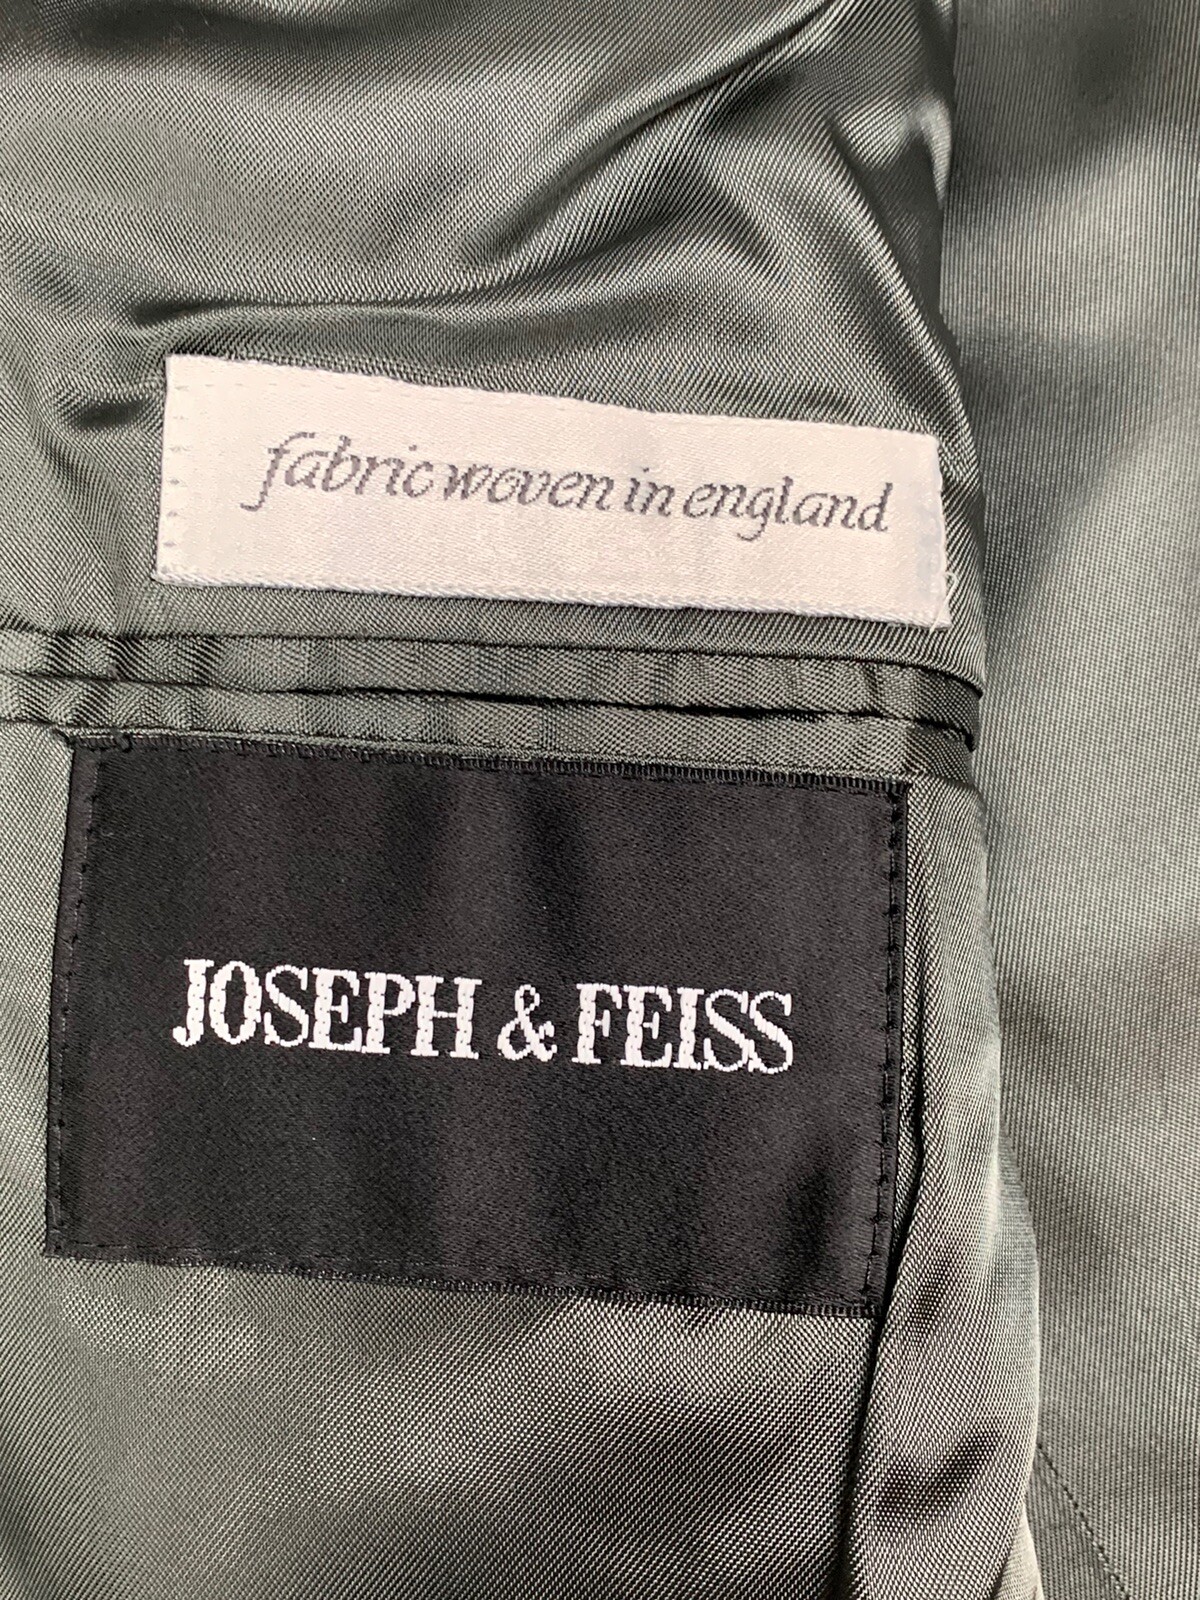 fabric woven in england
JOSEPH & FEISS